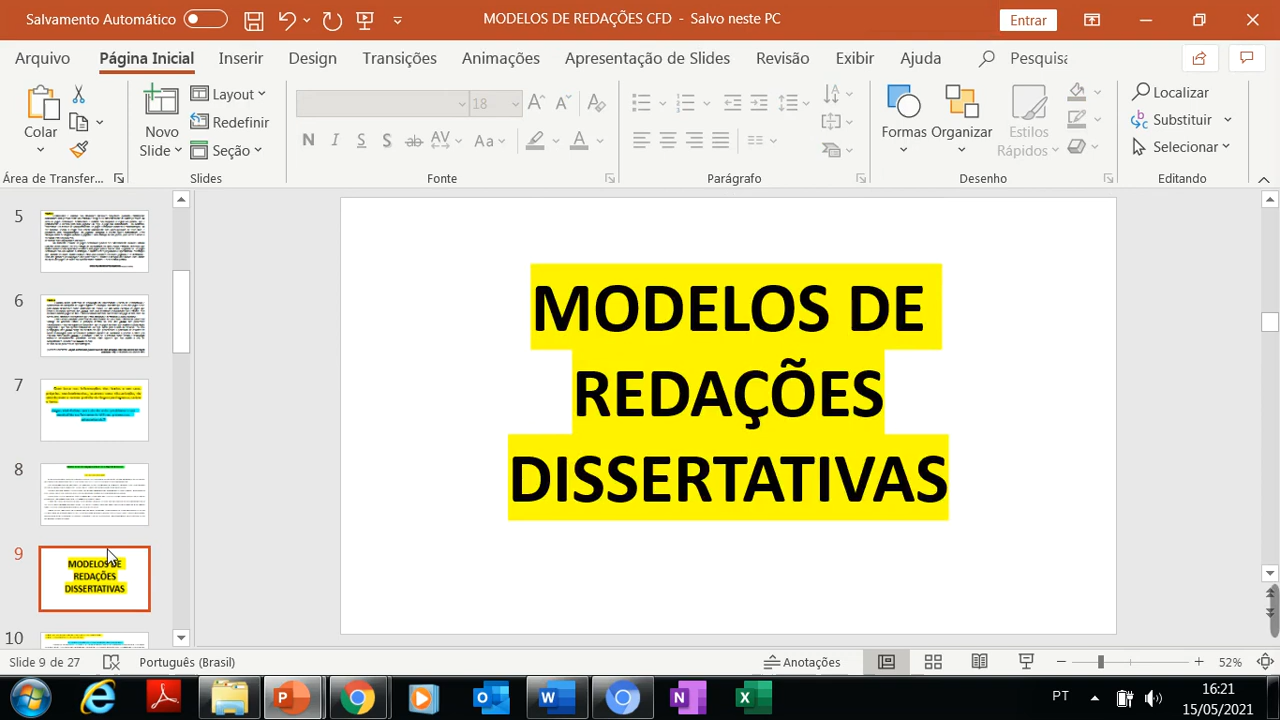 Salvamento Automático
MODELOS DE REDAÇÕES CFD - Salvo neste PC
Entrar
Arquivo Página Inicial Inserir Design Transições Animações Apresentação de Slides Revisão Exibir Ajuda Pesquisa
Colar
Novo Slide
Layout
Redefinir
Seção
18
N I S S ab AV Aa A
Formas
Organizar
Estilos Rápidos
Localizar
Substituir
Selecionar
Área de Transfer... Slides Fonte Parágrafo Desenho Editando
5
6
7
8
9
MODELOS DE
REDAÇÕES
DISSERTATIVAS
10
MODELOS DE
REDAÇÕES
DISSERTATIVAS
Slide 9 de 27 Português (Brasil) Anotações 52%
PT
16:21
15/05/2021